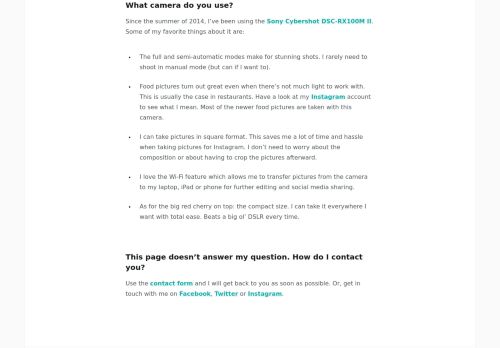 What camera do you use?
Since the summer of 2014, I've been using the Sony Cybershot DSC-RX100M II.
Some of my favorite things about it are:
• The full and semi-automatic modes make for stunning shots. I rarely need to
shoot in manual mode (but can if I want to).
• Food pictures turn out great even when there's not much light to work with.
This is usually the case in restaurants. Have a look at my Instagram account
to see what I mean. Most of the newer food pictures are taken with this
camera.
• I can take pictures in square format. This saves me a lot of time and hassle
when taking pictures for Instagram. I don't need to worry about the
composition or about having to crop the pictures afterward.
• I love the Wi-Fi feature which allows me to transfer pictures from the camera
to my laptop, iPad or phone for further editing and social media sharing.
• As for the big red cherry on top: the compact size. I can take it everywhere I
want with total ease. Beats a big ol' DSLR every time.
This page doesn't answer my question. How do I contact
you?
Use the contact form and I will get back to you as soon as possible. Or, get in
touch with me on Facebook, Twitter or Instagram.